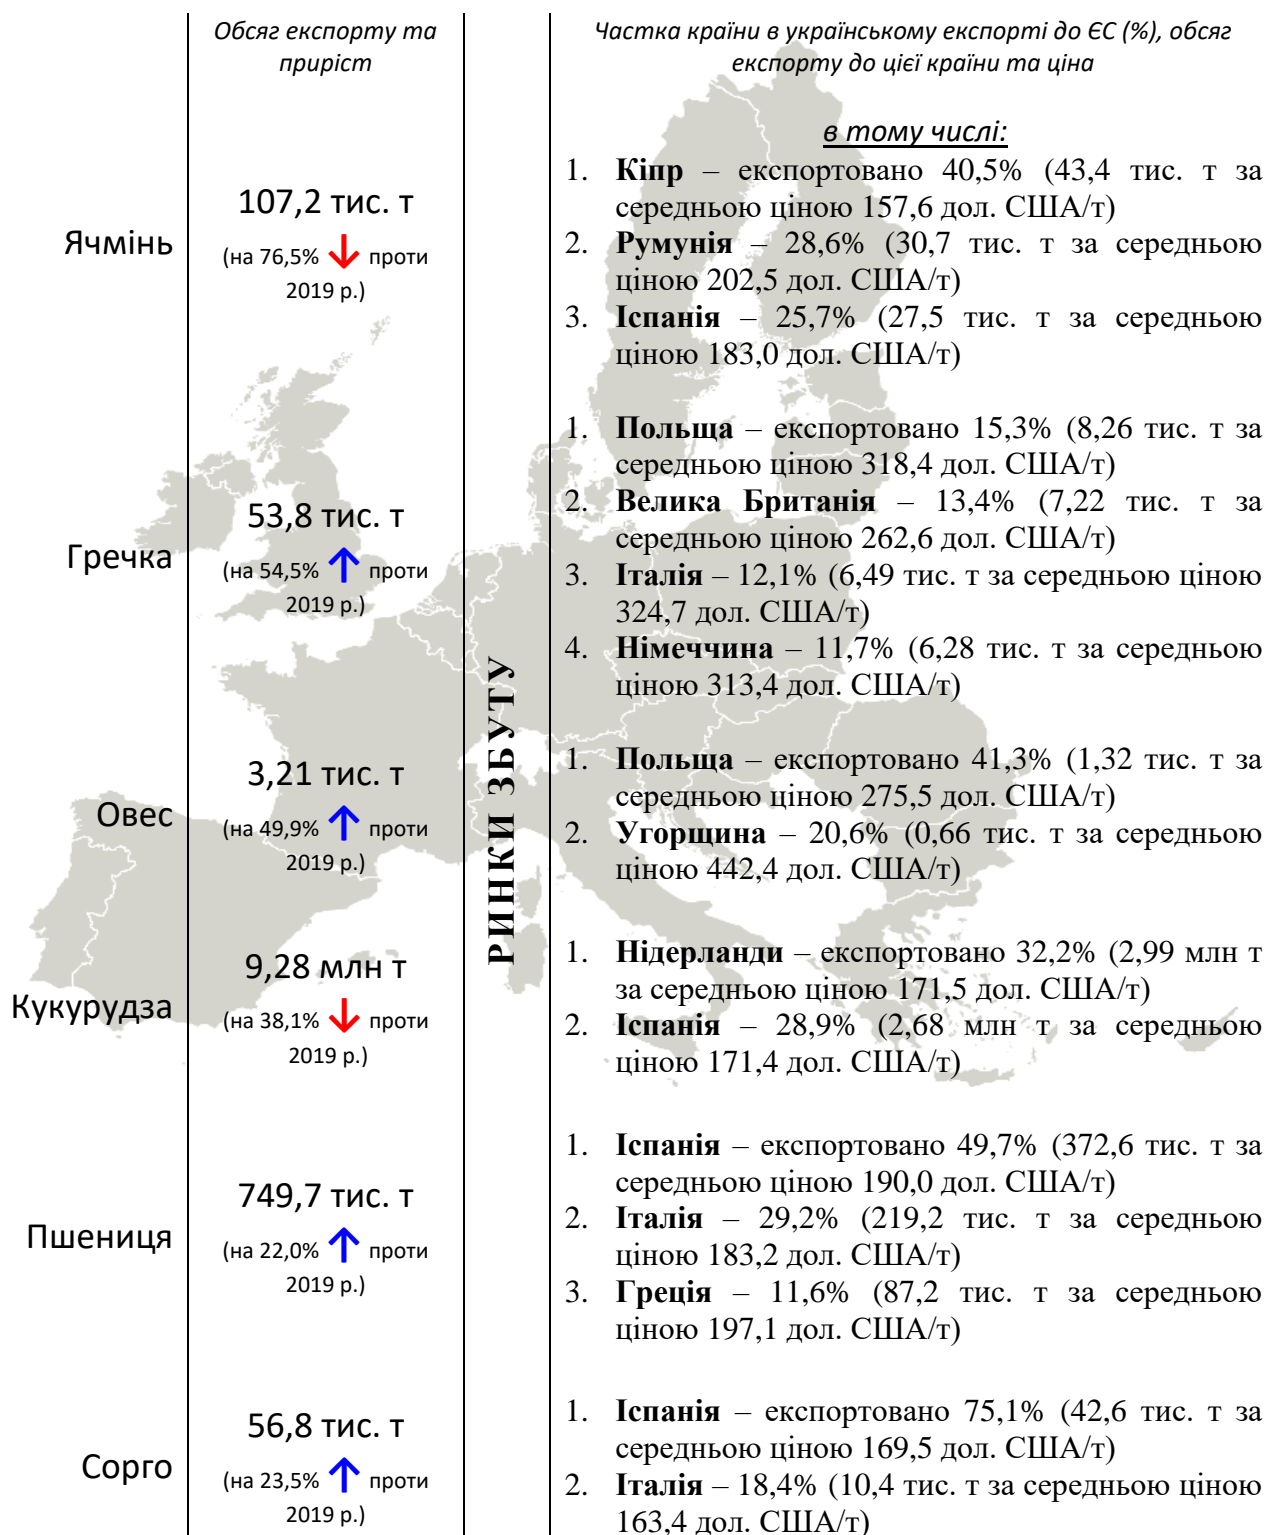 Обсяг експорту та
приріст
Частка країни в українському експорті до ЄС (%), обсяг
експорту до цієї країни та ціна
Ячмінь
107,2 тис. т
(на 76,5% ↓ проти
2019 р.)
РИНКИ ЗБУТУ
в тому числі:
1. Кіпр – експортовано 40,5% (43,4 тис. т за
середньою ціною 157,6 дол. США/т)
2. Румунія – 28,6% (30,7 тис. т за середньою
ціною 202,5 дол. США/т)
3. Іспанія – 25,7% (27,5 тис. т за середньою
ціною 183,0 дол. США/т)
Гречка
53,8 тис. т
(на 54,5% ↑ проти
2019 р.)
1. Польща – експортовано 15,3% (8,26 тис. т за
середньою ціною 318,4 дол. США/т)
2. Велика Британія – 13,4% (7,22 тис. т за
середньою ціною 262,6 дол. США/т)
3. Італія – 12,1% (6,49 тис. т за середньою ціною
324,7 дол. США/т)
4. Німеччина – 11,7% (6,28 тис. т за середньою
ціною 313,4 дол. США/т)
Овес
3,21 тис. т
(на 49,9% ↑ проти
2019 р.)
1. Польща – експортовано 41,3% (1,32 тис. т за
середньою ціною 275,5 дол. США/т)
2. Угорщина – 20,6% (0,66 тис. т за середньою
ціною 442,4 дол. США/т)
Кукурудза
9,28 млн т
(на 38,1% ↓ проти
2019 р.)
1. Нідерланди – експортовано 32,2% (2,99 млн т
за середньою ціною 171,5 дол. США/т)
2. Іспанія – 28,9% (2,68 млн т за середньою
ціною 171,4 дол. США/т)
Пшениця
749,7 тис. т
(на 22,0% ↑ проти
2019 р.)
1. Іспанія – експортовано 49,7% (372,6 тис. т за
середньою ціною 190,0 дол. США/т)
2. Італія – 29,2% (219,2 тис. т за середньою
ціною 183,2 дол. США/т)
3. Греція – 11,6% (87,2 тис. т за середньою
ціною 197,1 дол. США/т)
Сорго
56,8 тис. т
(на 23,5% ↑ проти
2019 р.)
1. Іспанія – експортовано 75,1% (42,6 тис. т за
середньою ціною 169,5 дол. США/т)
2. Італія – 18,4% (10,4 тис. т за середньою ціною
163,4 дол. США/т)